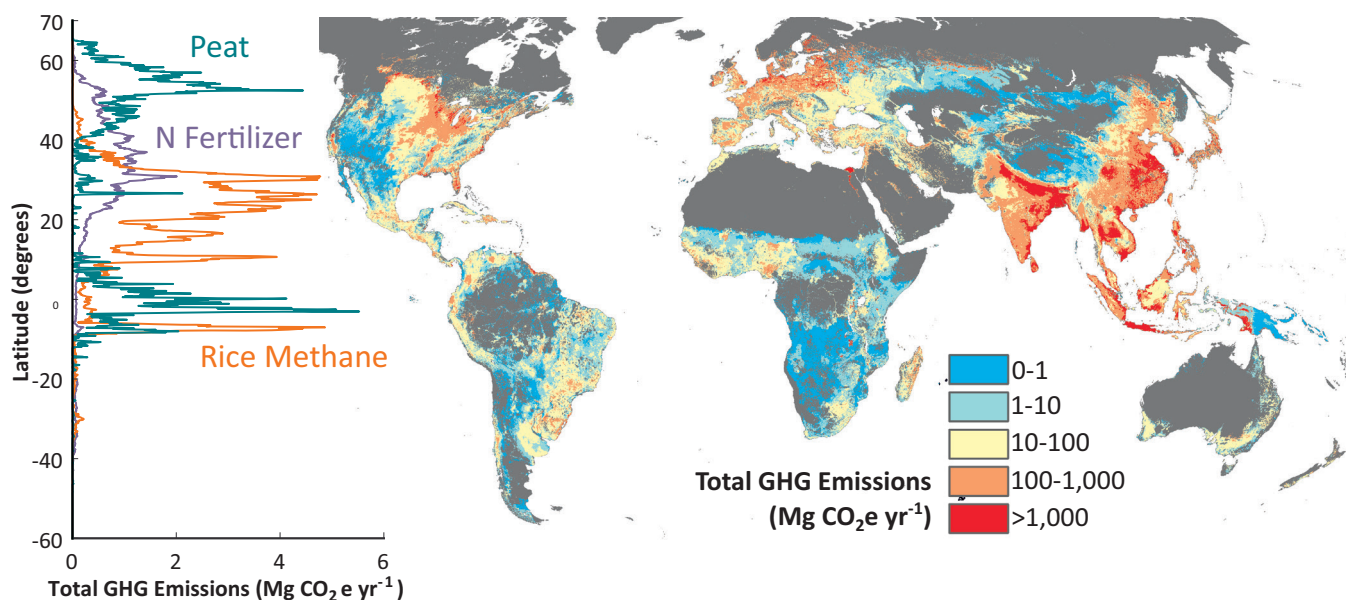 70
60
40
20
0
-20
-40
-60
Latitude (degrees)
Peat
N Fertilizer
Rice Methane
0 2 4 6
Total GHG Emissions (Mg CO₂ e yr⁻¹)
Total GHG Emissions
(Mg CO₂e yr⁻¹)
0-1
1-10
10-100
100-1,000
>1,000